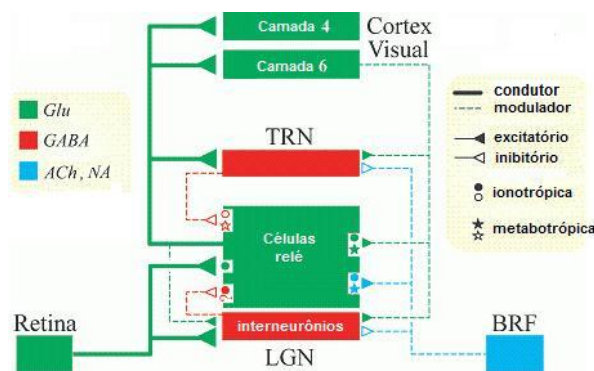 Camada 4
Cortex
Visual
Camada 6
Glu
GABA
ACh, NA
condutor
modulador
excitatório
inibitório
ionotrópica
metabotrópica
TRN
Células
relé
interneurônios
Retina
LGN
BRF